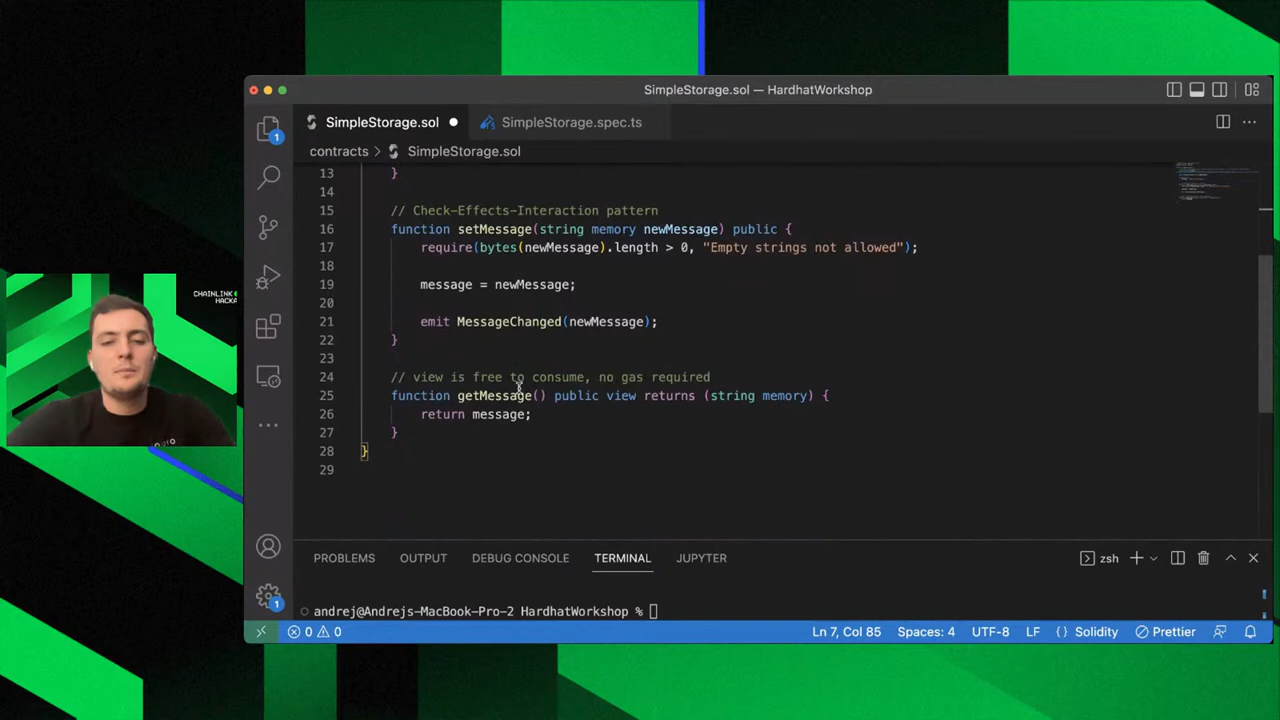 SimpleStorage.sol — HardhatWorkshop
SimpleStorage.sol
SimpleStorage.spec.ts
contracts > SimpleStorage.sol
13 }
14
15 // Check-Effects-Interaction pattern
16 function setMessage(string memory newMessage) public {
17 require(bytes(newMessage).length > 0, "Empty strings not allowed");
18
19 message = newMessage;
20
21 emit MessageChanged(newMessage);
22 }
23
24 // view is free to consume, no gas required
25 function getMessage() public view returns (string memory) {
26 return message;
27 }
28 }
29
1
CHAINLINK
HACKA
PROBLEMS OUTPUT DEBUG CONSOLE TERMINAL JUPYTER
zsh
andrej@Andrejs-MacBook-Pro-2 HardhatWorkshop %
1
0 0
Ln 7, Col 85 Spaces: 4 UTF-8 LF {} Solidity Prettier